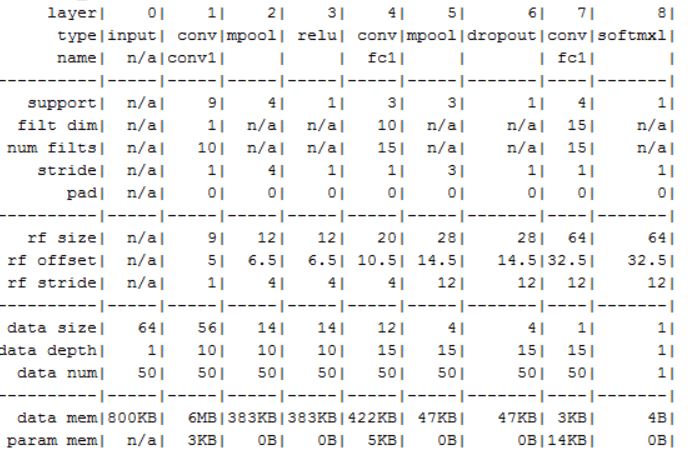 layer| 0| 1| 2| 3| 4| 5| 6| 7| 8|
type|input| conv|mpool| relu| conv|mpool|dropout|conv|softmxl|
name| n/a|conv1| | | fc1| | | fc1| |
----------|-----|-----|-----|-----|-----|-----|-------|----|-------|
support| n/a| 9| 4| 1| 3| 3| 1| 4| 1|
filt dim| n/a| 1| n/a| n/a| 10| n/a| n/a| 15| n/a|
num filts| n/a| 10| n/a| n/a| 15| n/a| n/a| 15| n/a|
stride| n/a| 1| 4| 1| 1| 3| 1| 1| 1|
pad| n/a| 0| 0| 0| 0| 0| 0| 0| 0|
----------|-----|-----|-----|-----|-----|-----|-------|----|-------|
rf size| n/a| 9| 12| 12| 20| 28| 28| 64| 64|
rf offset| n/a| 5| 6.5| 6.5| 10.5| 14.5| 14.5|32.5| 32.5|
rf stride| n/a| 1| 4| 4| 4| 12| 12| 12| 12|
----------|-----|-----|-----|-----|-----|-----|-------|----|-------|
data size| 64| 56| 14| 14| 12| 4| 4| 1| 1|
data depth| 1| 10| 10| 10| 15| 15| 15| 15| 1|
data num| 50| 50| 50| 50| 50| 50| 50| 50| 1|
----------|-----|-----|-----|-----|-----|-----|-------|----|-------|
data mem|800KB| 6MB|383KB|383KB|422KB| 47KB| 47KB| 3KB| 4B|
param mem| n/a| 3KB| 0B| 0B| 5KB| 0B| 0B|14KB| 0B|